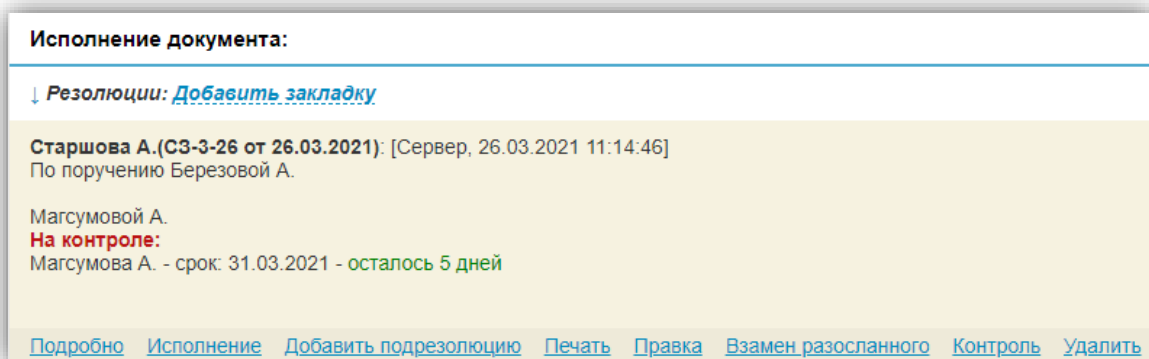 Исполнение документа:
↓ Резолюции: Добавить закладку
Старшова А.(СЗ-3-26 от 26.03.2021): [Сервер, 26.03.2021 11:14:46]
По поручению Березовой А.
Магсумовой А.
На контроле:
Магсумова А. - срок: 31.03.2021 - осталось 5 дней
Подробно Исполнение Добавить подрезолюцию Печать Правка Взамен разосланного Контроль Удалить